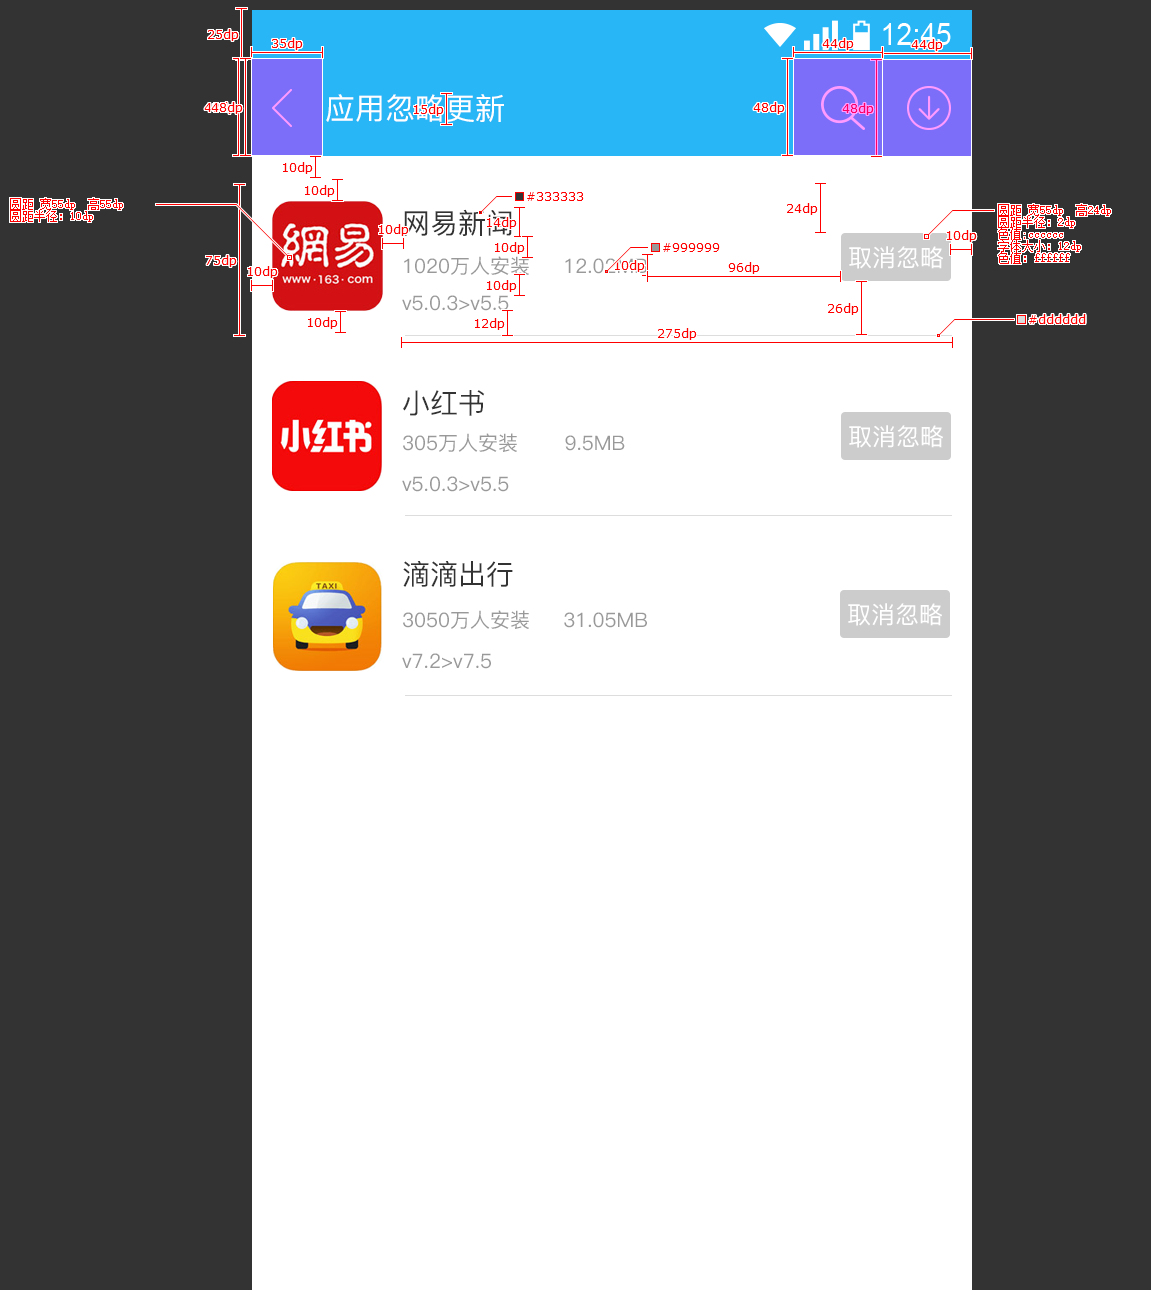 25dp
12:45
35dp
44dp
44dp
448dp
应用忽略更新
15dp
48dp
48dp
10dp
10dp
#333333
圆距 宽55dp 高55dp
圆距半径: 10dp
24dp
圆距 宽55dp 高24dp
圆距半径: 2dp
色值:cccccc
字体大小: 12dp
色值: ffffff
網易
www·163·com
网易新闻
14dp
10dp
10dp
#999999
10dp
75dp
10dp
1020万人安装
12.02MB
10dp
96dp
取消忽略
10dp
v5.0.3>v5.5
26dp
10dp
12dp
275dp
#dddddd
小红书
小红书
305万人安装
9.5MB
取消忽略
v5.0.3>v5.5
滴滴出行
TAXI
3050万人安装
31.05MB
取消忽略
v7.2>v7.5